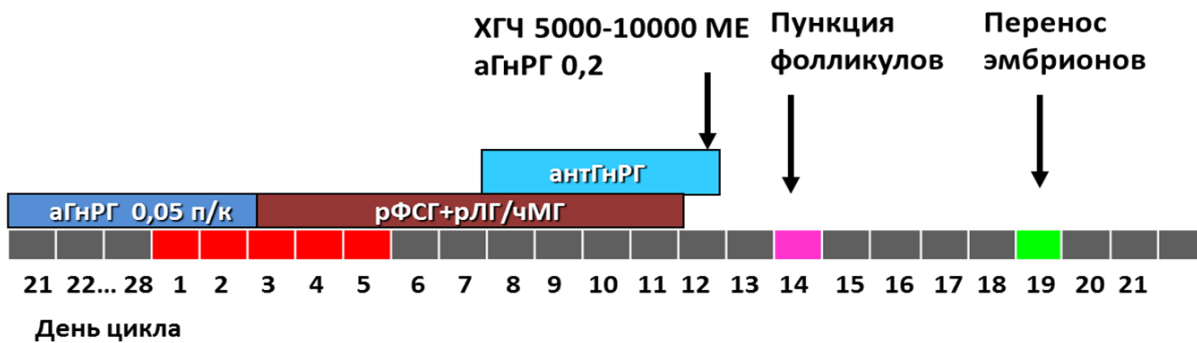 ХГЧ 5000-10000 МЕ
аГнРГ 0,2
Пункция
фолликулов
Перенос
эмбрионов
антГнРГ
аГнРГ 0,05 п/к
рФСГ+рЛГ/чМГ
21 22... 28 1 2 3 4 5 6 7 8 9 10 11 12 13 14 15 16 17 18 19 20 21
День цикла